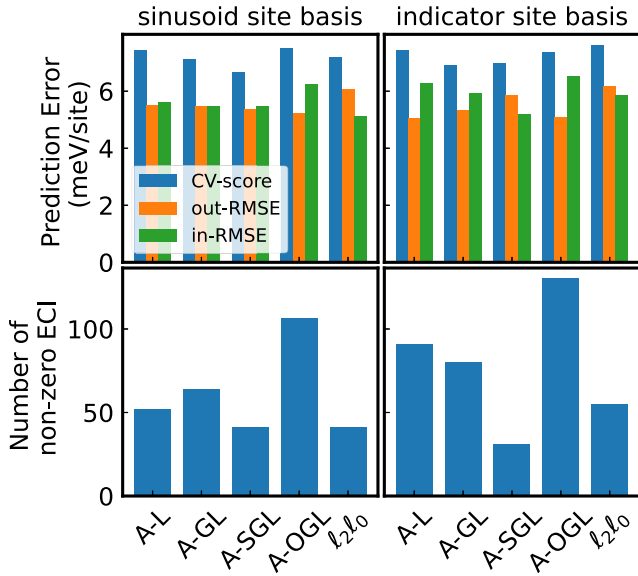 sinusoid site basis
indicator site basis
Prediction Error
(meV/site)
6
4
2
0
CV-score
out-RMSE
in-RMSE
Number of
non-zero ECI
100
50
0
A-L
A-GL
A-SGL
A-OGL
ℓ₂ℓ₀
A-L
A-GL
A-SGL
A-OGL
ℓ₂ℓ₀